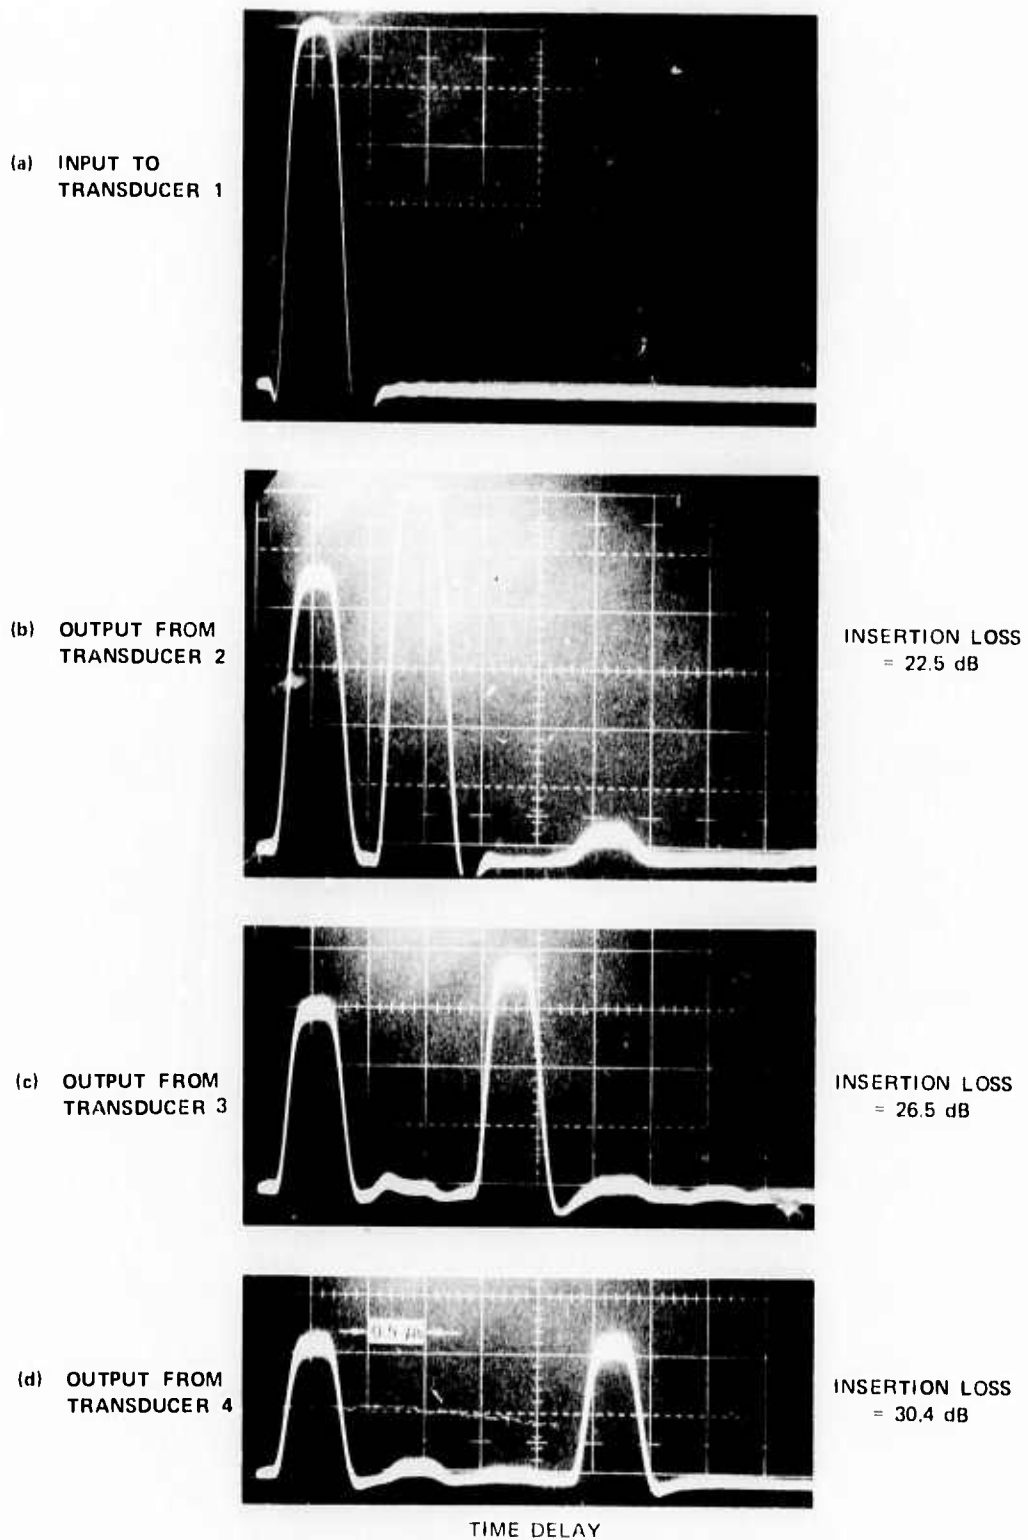 (a) INPUT TO
TRANSDUCER 1
(b) OUTPUT FROM
TRANSDUCER 2
INSERTION LOSS
= 22.5 dB
(c) OUTPUT FROM
TRANSDUCER 3
INSERTION LOSS
= 26.5 dB
(d) OUTPUT FROM
TRANSDUCER 4
INSERTION LOSS
= 30.4 dB
TIME DELAY